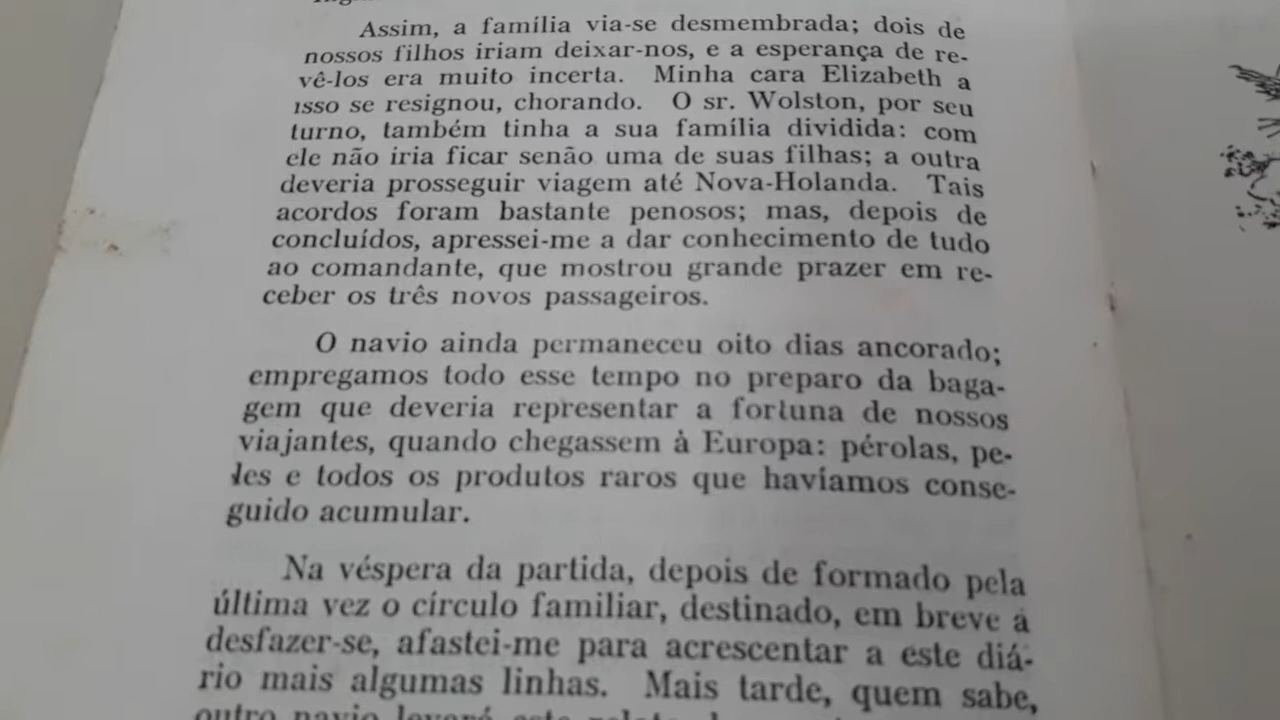 Assim, a família via-se desmembrada; dois de
nossos filhos iriam deixar-nos, e a esperança de re-
vê-los era muito incerta. Minha cara Elizabeth a
isso se resignou, chorando. O sr. Wolston, por seu
turno, também tinha a sua família dividida: com
ele não iria ficar senão uma de suas filhas; a outra
deveria prosseguir viagem até Nova-Holanda. Tais
acordos foram bastante penosos; mas, depois de
concluídos, apressei-me a dar conhecimento de tudo
ao comandante, que mostrou grande prazer em re-
ceber os três novos passageiros.
O navio ainda permaneceu oito dias ancorado;
empregamos todo esse tempo no preparo da baga-
gem que deveria representar a fortuna de nossos
viajantes, quando chegassem à Europa: pérolas, pe-
les e todos os produtos raros que havíamos conse-
guido acumular.
Na véspera da partida, depois de formado pela
última vez o círculo familiar, destinado, em breve a
desfazer-se, afastei-me para acrescentar a este diá-
rio mais algumas linhas. Mais tarde, quem sabe,
outro navio levará este relato